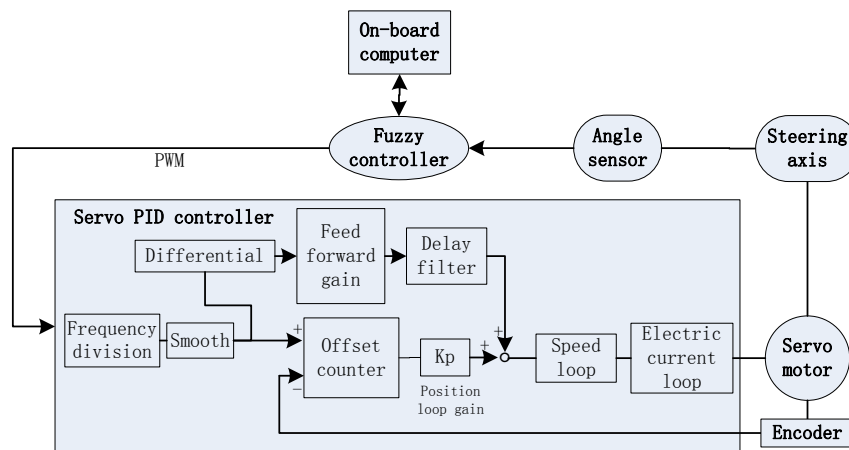 On-board
computer
Fuzzy
controller
Angle
sensor
Steering
axis
PWM
Servo PID controller
Differential
Feed
forward
gain
Delay
filter
Frequency
division
Smooth
+
−
Offset
counter
Kp
Position
loop gain
+
+
Speed
loop
Electric
current
loop
Servo
motor
Encoder